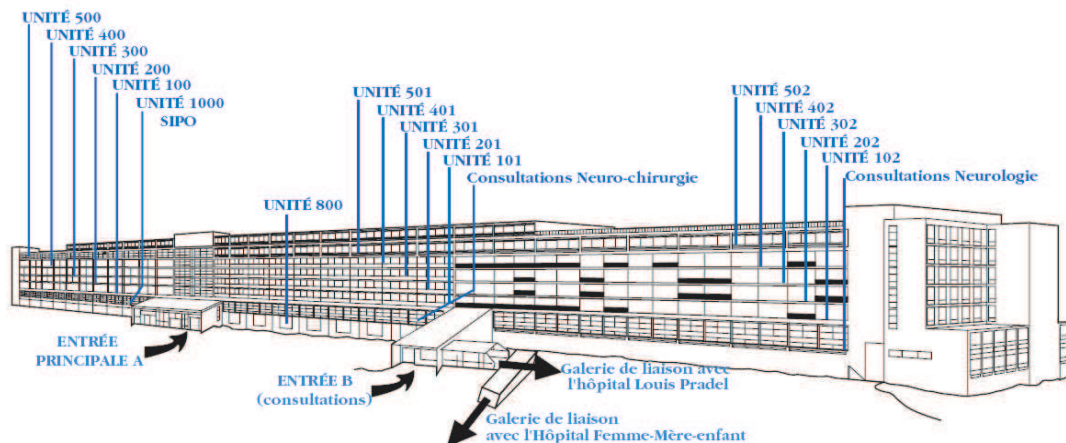 UNITÉ 500
UNITÉ 400
UNITÉ 300
UNITÉ 200
UNITÉ 100
UNITÉ 1000
SIPO
UNITÉ 800
UNITÉ 501
UNITÉ 401
UNITÉ 301
UNITÉ 201
UNITÉ 101
Consultations Neuro-chirurgie
UNITÉ 502
UNITÉ 402
UNITÉ 302
UNITÉ 202
UNITÉ 102
Consultations Neurologie
ENTRÉE
PRINCIPALE A
ENTRÉE B
(consultations)
Galerie de liaison avec
l'hôpital Louis Pradel
Galerie de liaison
avec l'Hôpital Femme-Mère-enfant